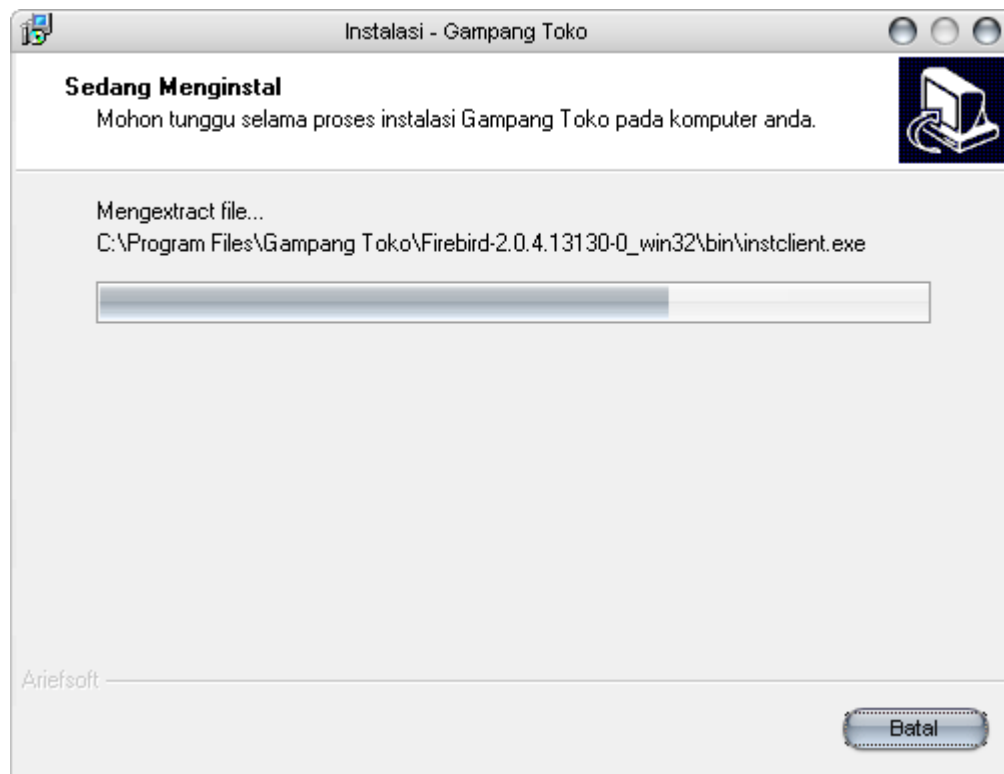 Instalasi - Gampang Toko
Sedang Menginstal
Mohon tunggu selama proses instalasi Gampang Toko pada komputer anda.
Mengextract file...
C:\Program Files\Gampang Toko\Firebird-2.0.4.13130-0_win32\bin\instclient.exe
Ariefsoft
Batal